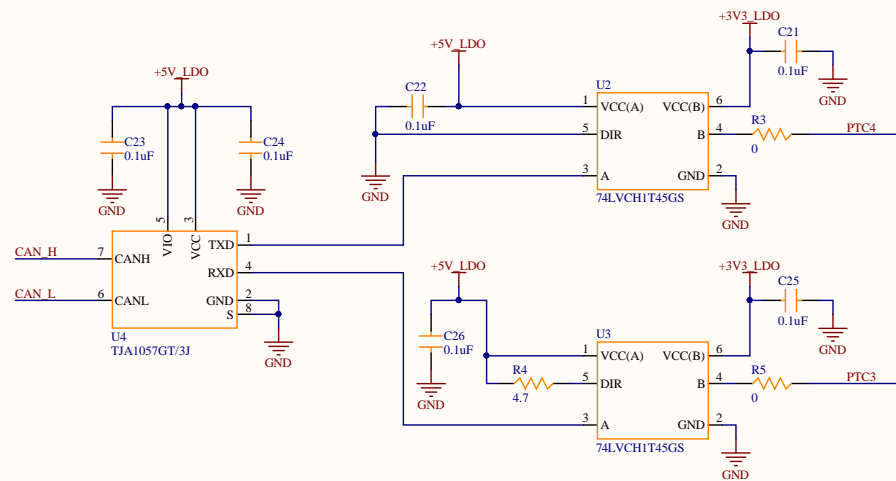 +5V_LDO
C23
0.1uF
C24
0.1uF
GND
GND
5
3
VIO
VCC
CAN_H
7
CANH
CAN_L
6
CANL
TXD
1
RXD
4
GND
2
S
8
GND
U4
TJA1057GT/3J
+5V_LDO
C22
0.1uF
GND
U2
1
VCC(A)
VCC(B)
6
5
DIR
B
4
3
A
GND
2
74LVCH1T45GS
+3V3_LDO
C21
0.1uF
GND
R3
0
PTC4
GND
+5V_LDO
C26
0.1uF
GND
R4
4.7
U3
1
VCC(A)
VCC(B)
6
5
DIR
B
4
3
A
GND
2
74LVCH1T45GS
+3V3_LDO
C25
0.1uF
GND
R5
0
PTC3
GND